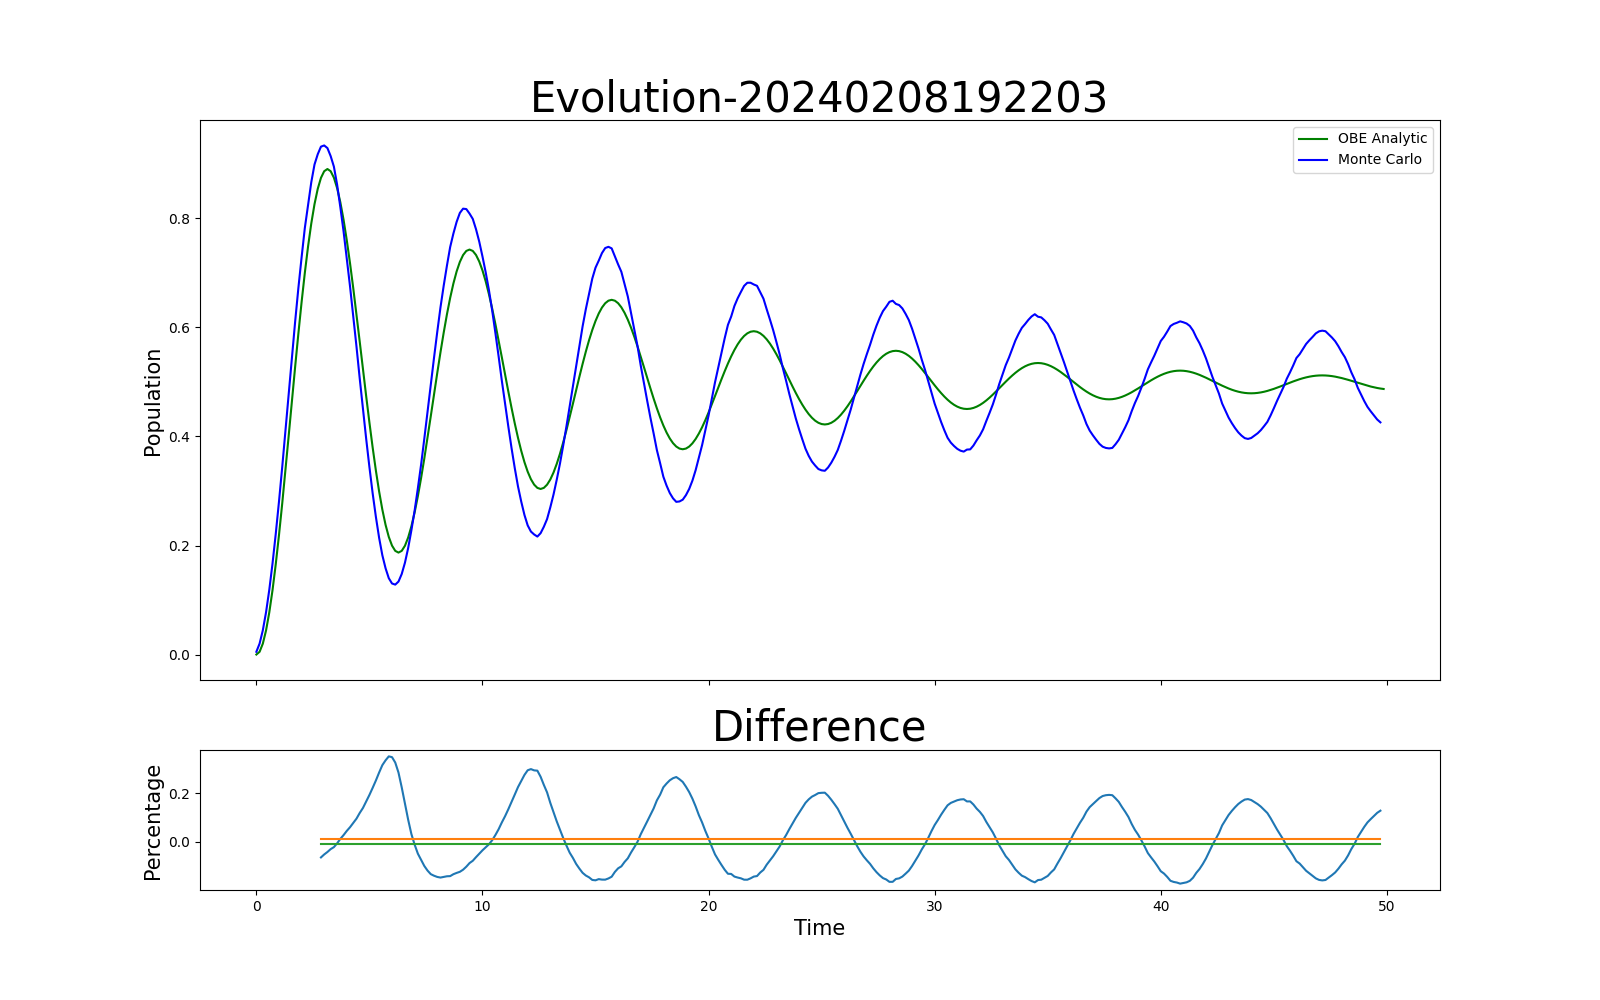 Evolution-20240208192203
OBE Analytic
Monte Carlo
Population
0.8
0.6
0.4
0.2
0.0
Difference
Percentage
0.2
0.0
0
10
20
30
40
50
Time